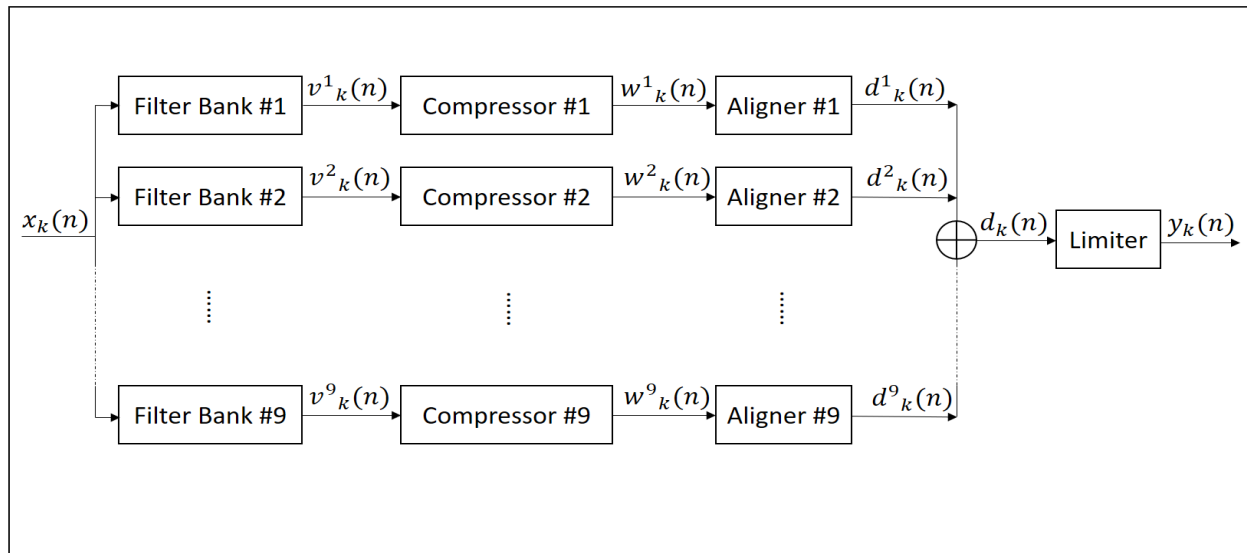 Filter Bank #1 v¹ₖ(n) Compressor #1 w¹ₖ(n) Aligner #1 d¹ₖ(n)
Filter Bank #2 v²ₖ(n) Compressor #2 w²ₖ(n) Aligner #2 d²ₖ(n)
xₖ(n) dₖ(n) Limiter yₖ(n)
Filter Bank #9 v⁹ₖ(n) Compressor #9 w⁹ₖ(n) Aligner #9 d⁹ₖ(n)